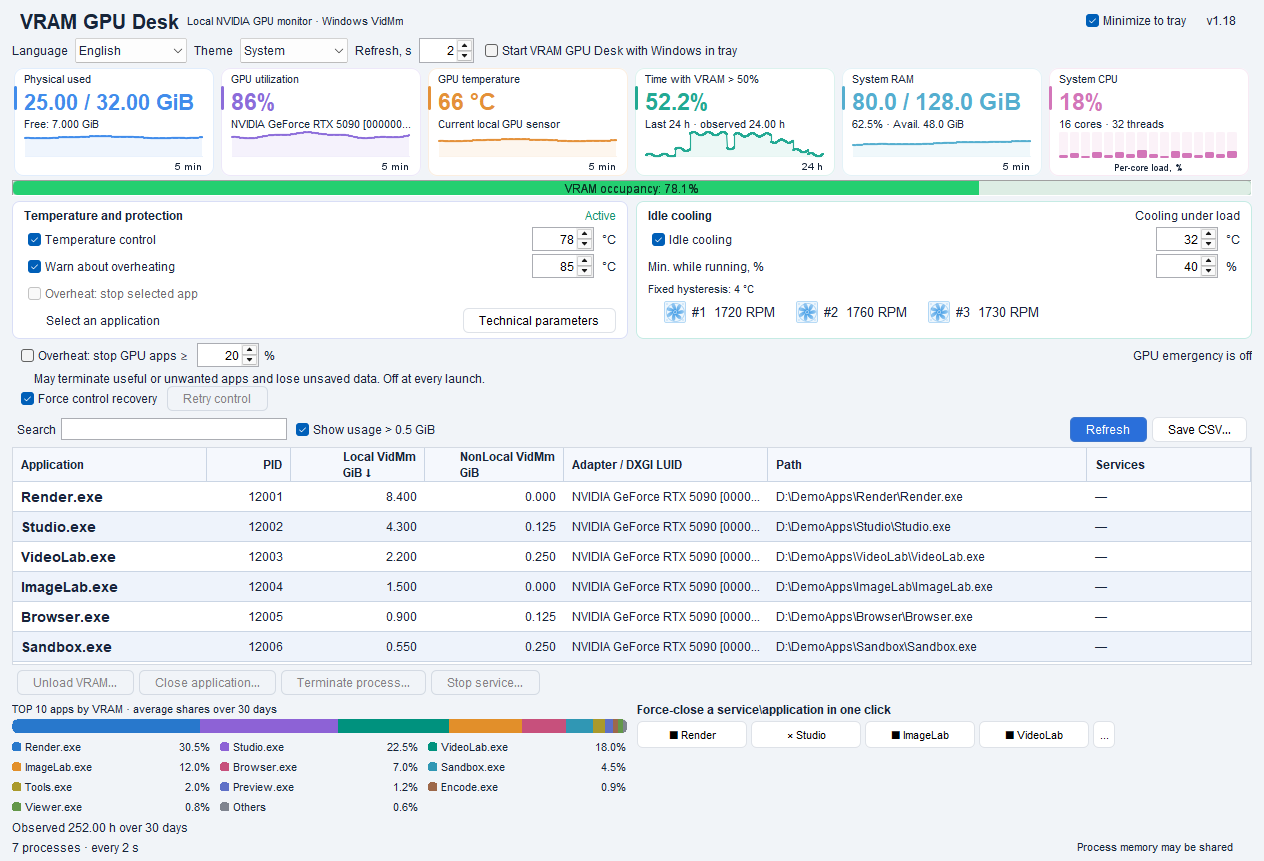 VRAM GPU Desk Local NVIDIA GPU monitor · Windows VidMm Minimize to tray v1.18
Language English Theme System Refresh, s 2 Start VRAM GPU Desk with Windows in tray
Physical used
25.00 / 32.00 GiB
Free: 7.000 GiB
5 min
GPU utilization
86%
NVIDIA GeForce RTX 5090 [000000...
5 min
GPU temperature
66 °C
Current local GPU sensor
5 min
Time with VRAM > 50%
52.2%
Last 24 h · observed 24.00 h
24 h
System RAM
80.0 / 128.0 GiB
62.5% · Avail. 48.0 GiB
5 min
System CPU
18%
16 cores · 32 threads
Per-core load, %
VRAM occupancy: 78.1%
Temperature and protection Active
Temperature control 78 °C
Warn about overheating 85 °C
Overheat: stop selected app
Select an application Technical parameters
Idle cooling Cooling under load
Idle cooling 32 °C
Min. while running, % 40 %
Fixed hysteresis: 4 °C
#1 1720 RPM #2 1760 RPM #3 1730 RPM
Overheat: stop GPU apps ≥ 20 % GPU emergency is off
May terminate useful or unwanted apps and lose unsaved data. Off at every launch.
Force control recovery Retry control
Search Show usage > 0.5 GiB Refresh Save CSV...
Application PID Local VidMm GiB ↓ NonLocal VidMm GiB Adapter / DXGI LUID Path Services
Render.exe 12001 8.400 0.000 NVIDIA GeForce RTX 5090 [0000... D:\DemoApps\Render\Render.exe —
Studio.exe 12002 4.300 0.125 NVIDIA GeForce RTX 5090 [0000... D:\DemoApps\Studio\Studio.exe —
VideoLab.exe 12003 2.200 0.250 NVIDIA GeForce RTX 5090 [0000... D:\DemoApps\VideoLab\VideoLab.exe —
ImageLab.exe 12004 1.500 0.000 NVIDIA GeForce RTX 5090 [0000... D:\DemoApps\ImageLab\ImageLab.exe —
Browser.exe 12005 0.900 0.125 NVIDIA GeForce RTX 5090 [0000... D:\DemoApps\Browser\Browser.exe —
Sandbox.exe 12006 0.550 0.250 NVIDIA GeForce RTX 5090 [0000... D:\DemoApps\Sandbox\Sandbox.exe —
Unload VRAM... Close application... Terminate process... Stop service...
TOP 10 apps by VRAM · average shares over 30 days
Render.exe 30.5% Studio.exe 22.5% VideoLab.exe 18.0%
ImageLab.exe 12.0% Browser.exe 7.0% Sandbox.exe 4.5%
Tools.exe 2.0% Preview.exe 1.2% Encode.exe 0.9%
Viewer.exe 0.8% Others 0.6%
Force-close a service\application in one click
■ Render × Studio ■ ImageLab ■ VideoLab ...
Observed 252.00 h over 30 days
7 processes · every 2 s Process memory may be shared